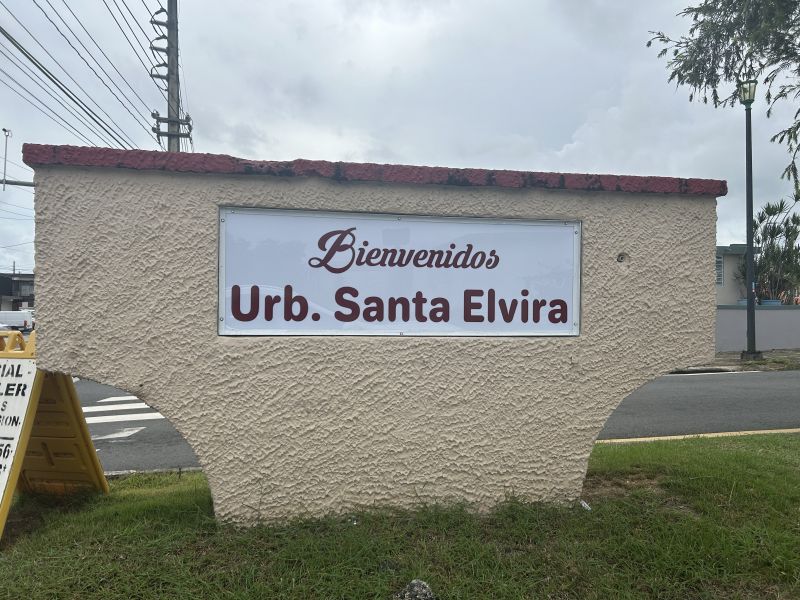 Bienvenidos
Urb. Santa Elvira